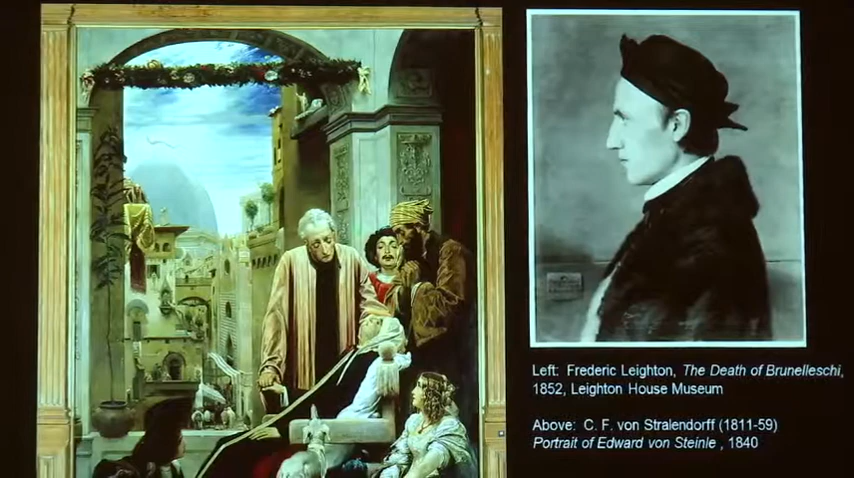 Left: Frederic Leighton, The Death of Brunelleschi,
1852, Leighton House Museum
Above: C. F. von Stralendorff (1811-59)
Portrait of Edward von Steinle , 1840